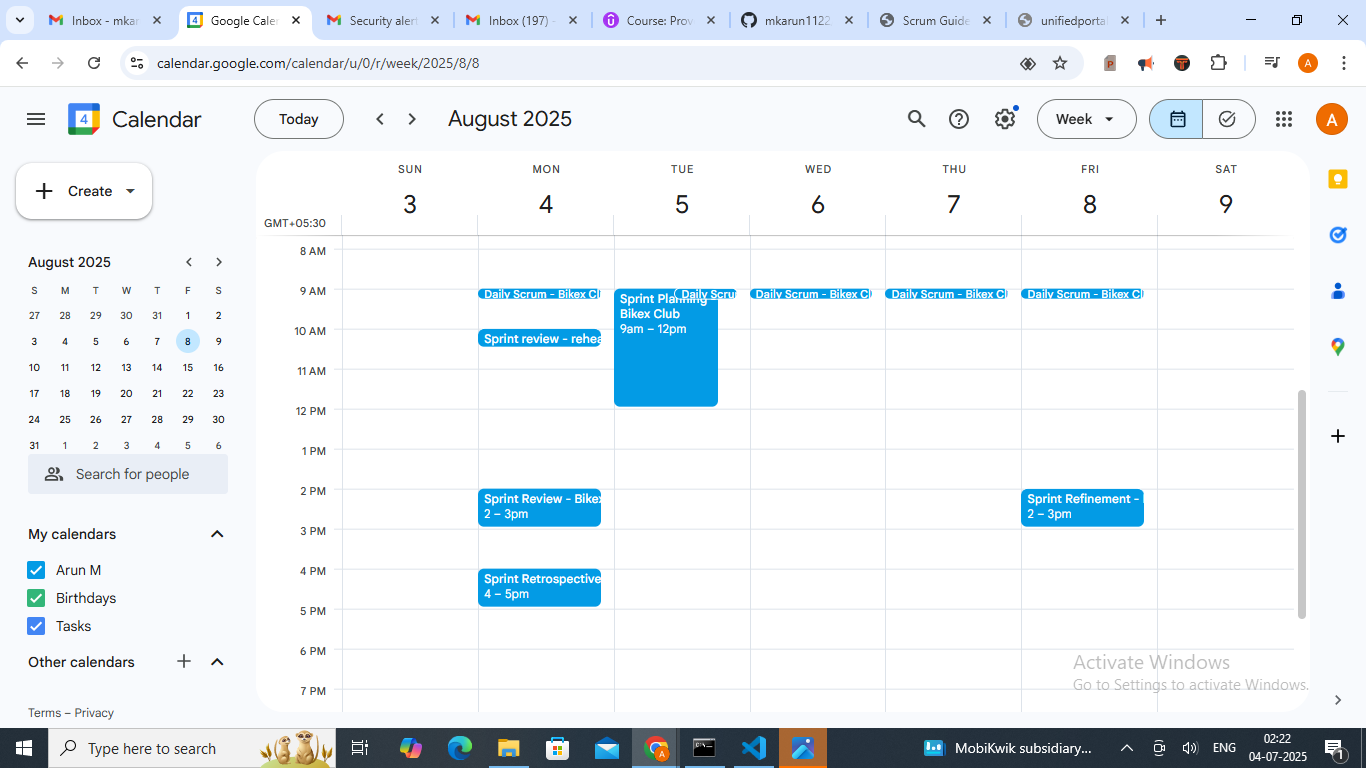 Inbox - mkar
Google Caler
Security alert
Inbox (197) -
Course: Prov
mkarun1122
Scrum Guide
unifiedportal
calendar.google.com/calendar/u/0/r/week/2025/8/8
A
4
Calendar
Today
August 2025
Week
A
Create
SUN MON TUE WED THU FRI SAT
3 4 5 6 7 8 9
GMT+05:30
August 2025
S M T W T F S
27 28 29 30 31 1 2
3 4 5 6 7 8 9
10 11 12 13 14 15 16
17 18 19 20 21 22 23
24 25 26 27 28 29 30
31 1 2 3 4 5 6
Search for people
My calendars
Arun M
Birthdays
Tasks
Other calendars
Terms – Privacy
8 AM
9 AM
10 AM
11 AM
12 PM
1 PM
2 PM
3 PM
4 PM
5 PM
6 PM
7 PM
Daily Scrum - Bikex Cl
Sprint review - rehea
Sprint Review - Bikex
2 – 3pm
Sprint Retrospective
4 – 5pm
Sprint Planning
Bikex Club
9am – 12pm
Daily Scru
Daily Scrum - Bikex Cl
Daily Scrum - Bikex Cl
Daily Scrum - Bikex Cl
Sprint Refinement -
2 – 3pm
Activate Windows
Go to Settings to activate Windows.
Type here to search
MobiKwik subsidiary...
ENG
02:22
04-07-2025
1